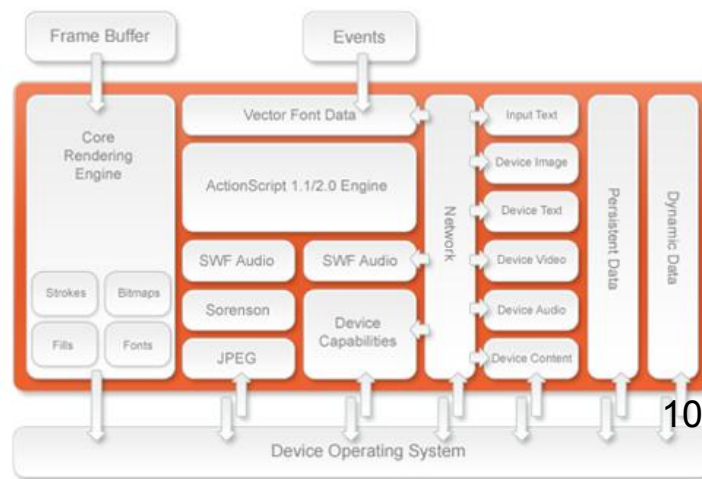 Frame Buffer
Events
Core
Rendering
Engine
Strokes
Bitmaps
Fills
Fonts
Vector Font Data
ActionScript 1.1/2.0 Engine
SWF Audio
SWF Audio
Sorenson
JPEG
Device
Capabilities
Network
Input Text
Device Image
Device Text
Device Video
Device Audio
Device Content
Persistent Data
Dynamic Data
10
Device Operating System